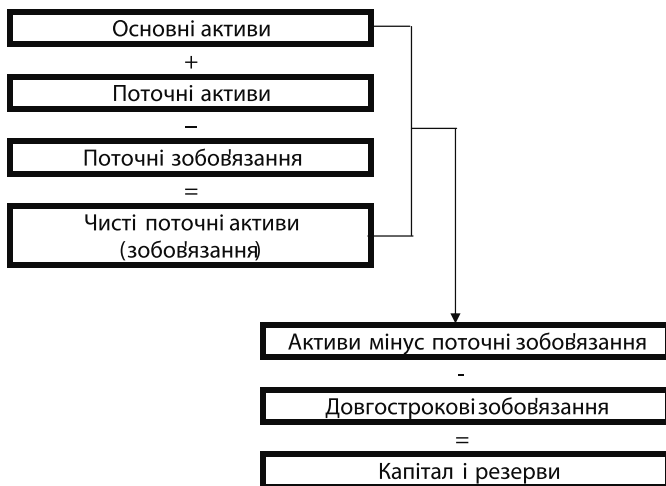 Основні активи
+
Поточні активи
–
Поточні зобов'язання
=
Чисті поточні активи
(зобов'язання)
Активи мінус поточні зобов'язання
-
Довгострокові зобов'язання
=
Капітал і резерви